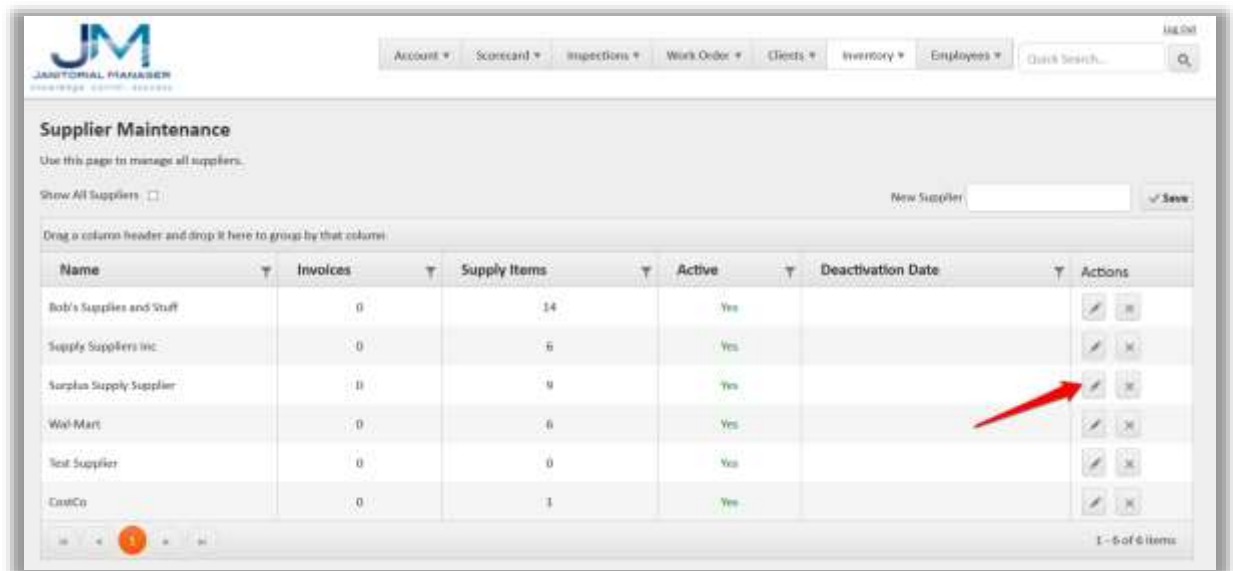 Log Out
JM
JANITORIAL MANAGER
Account Scorecard Inspections Work Order Clients Inventory Employees Quick Search...
Supplier Maintenance
Use this page to manage all suppliers.
Show All Suppliers New Supplier Save
Drag a column header and drop it here to group by that column
Name Invoices Supply Items Active Deactivation Date Actions
Bob's Supplies and Stuff 0 14 Yes
Supply Suppliers Inc 0 6 Yes
Surplus Supply Supplier 0 9 Yes
Wal-Mart 0 6 Yes
Test Supplier 0 0 Yes
CostCo 0 1 Yes
1 1 - 6 of 6 items